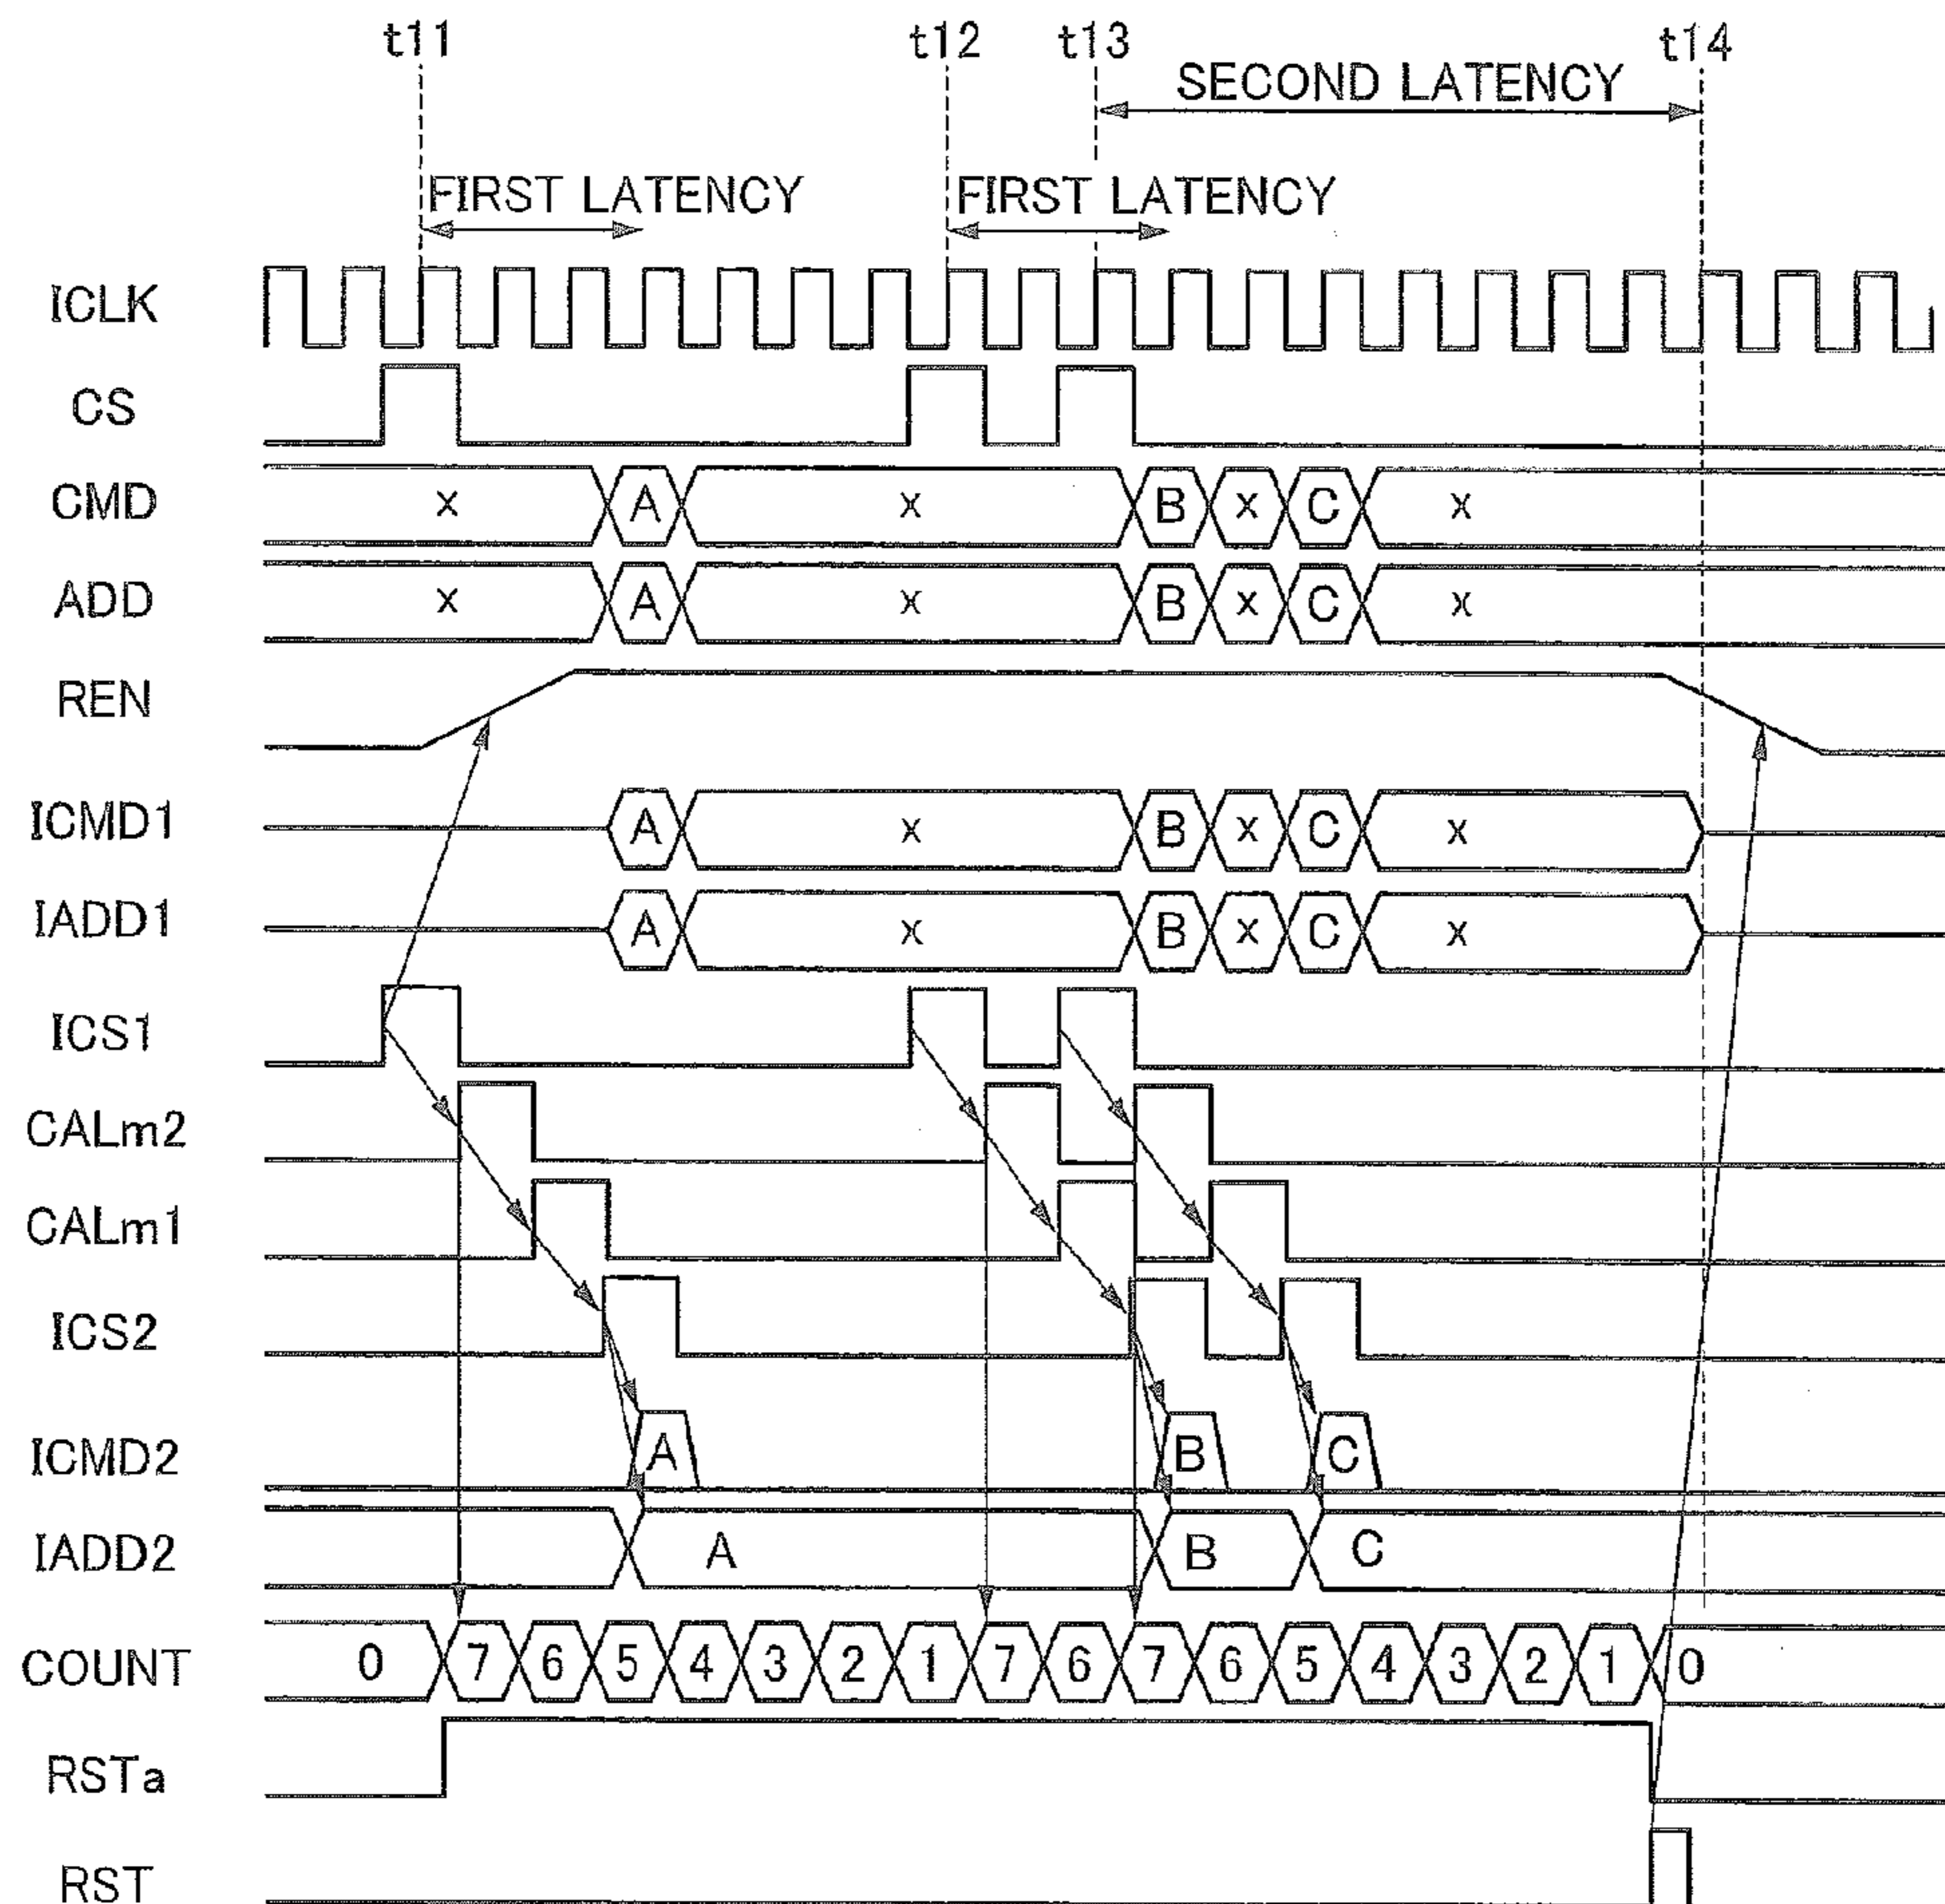 t11 t12 t13 t14
SECOND LATENCY
FIRST LATENCY FIRST LATENCY
ICLK
CS
CMD x A x B x C x
ADD x A x B x C x
REN
ICMD1 A x B x C x
IADD1 A x B x C x
ICS1
CALm2
CALm1
ICS2
ICMD2 A B C
IADD2 A B C
COUNT 0 7 6 5 4 3 2 1 7 6 7 6 5 4 3 2 1 0
RSTa
RST